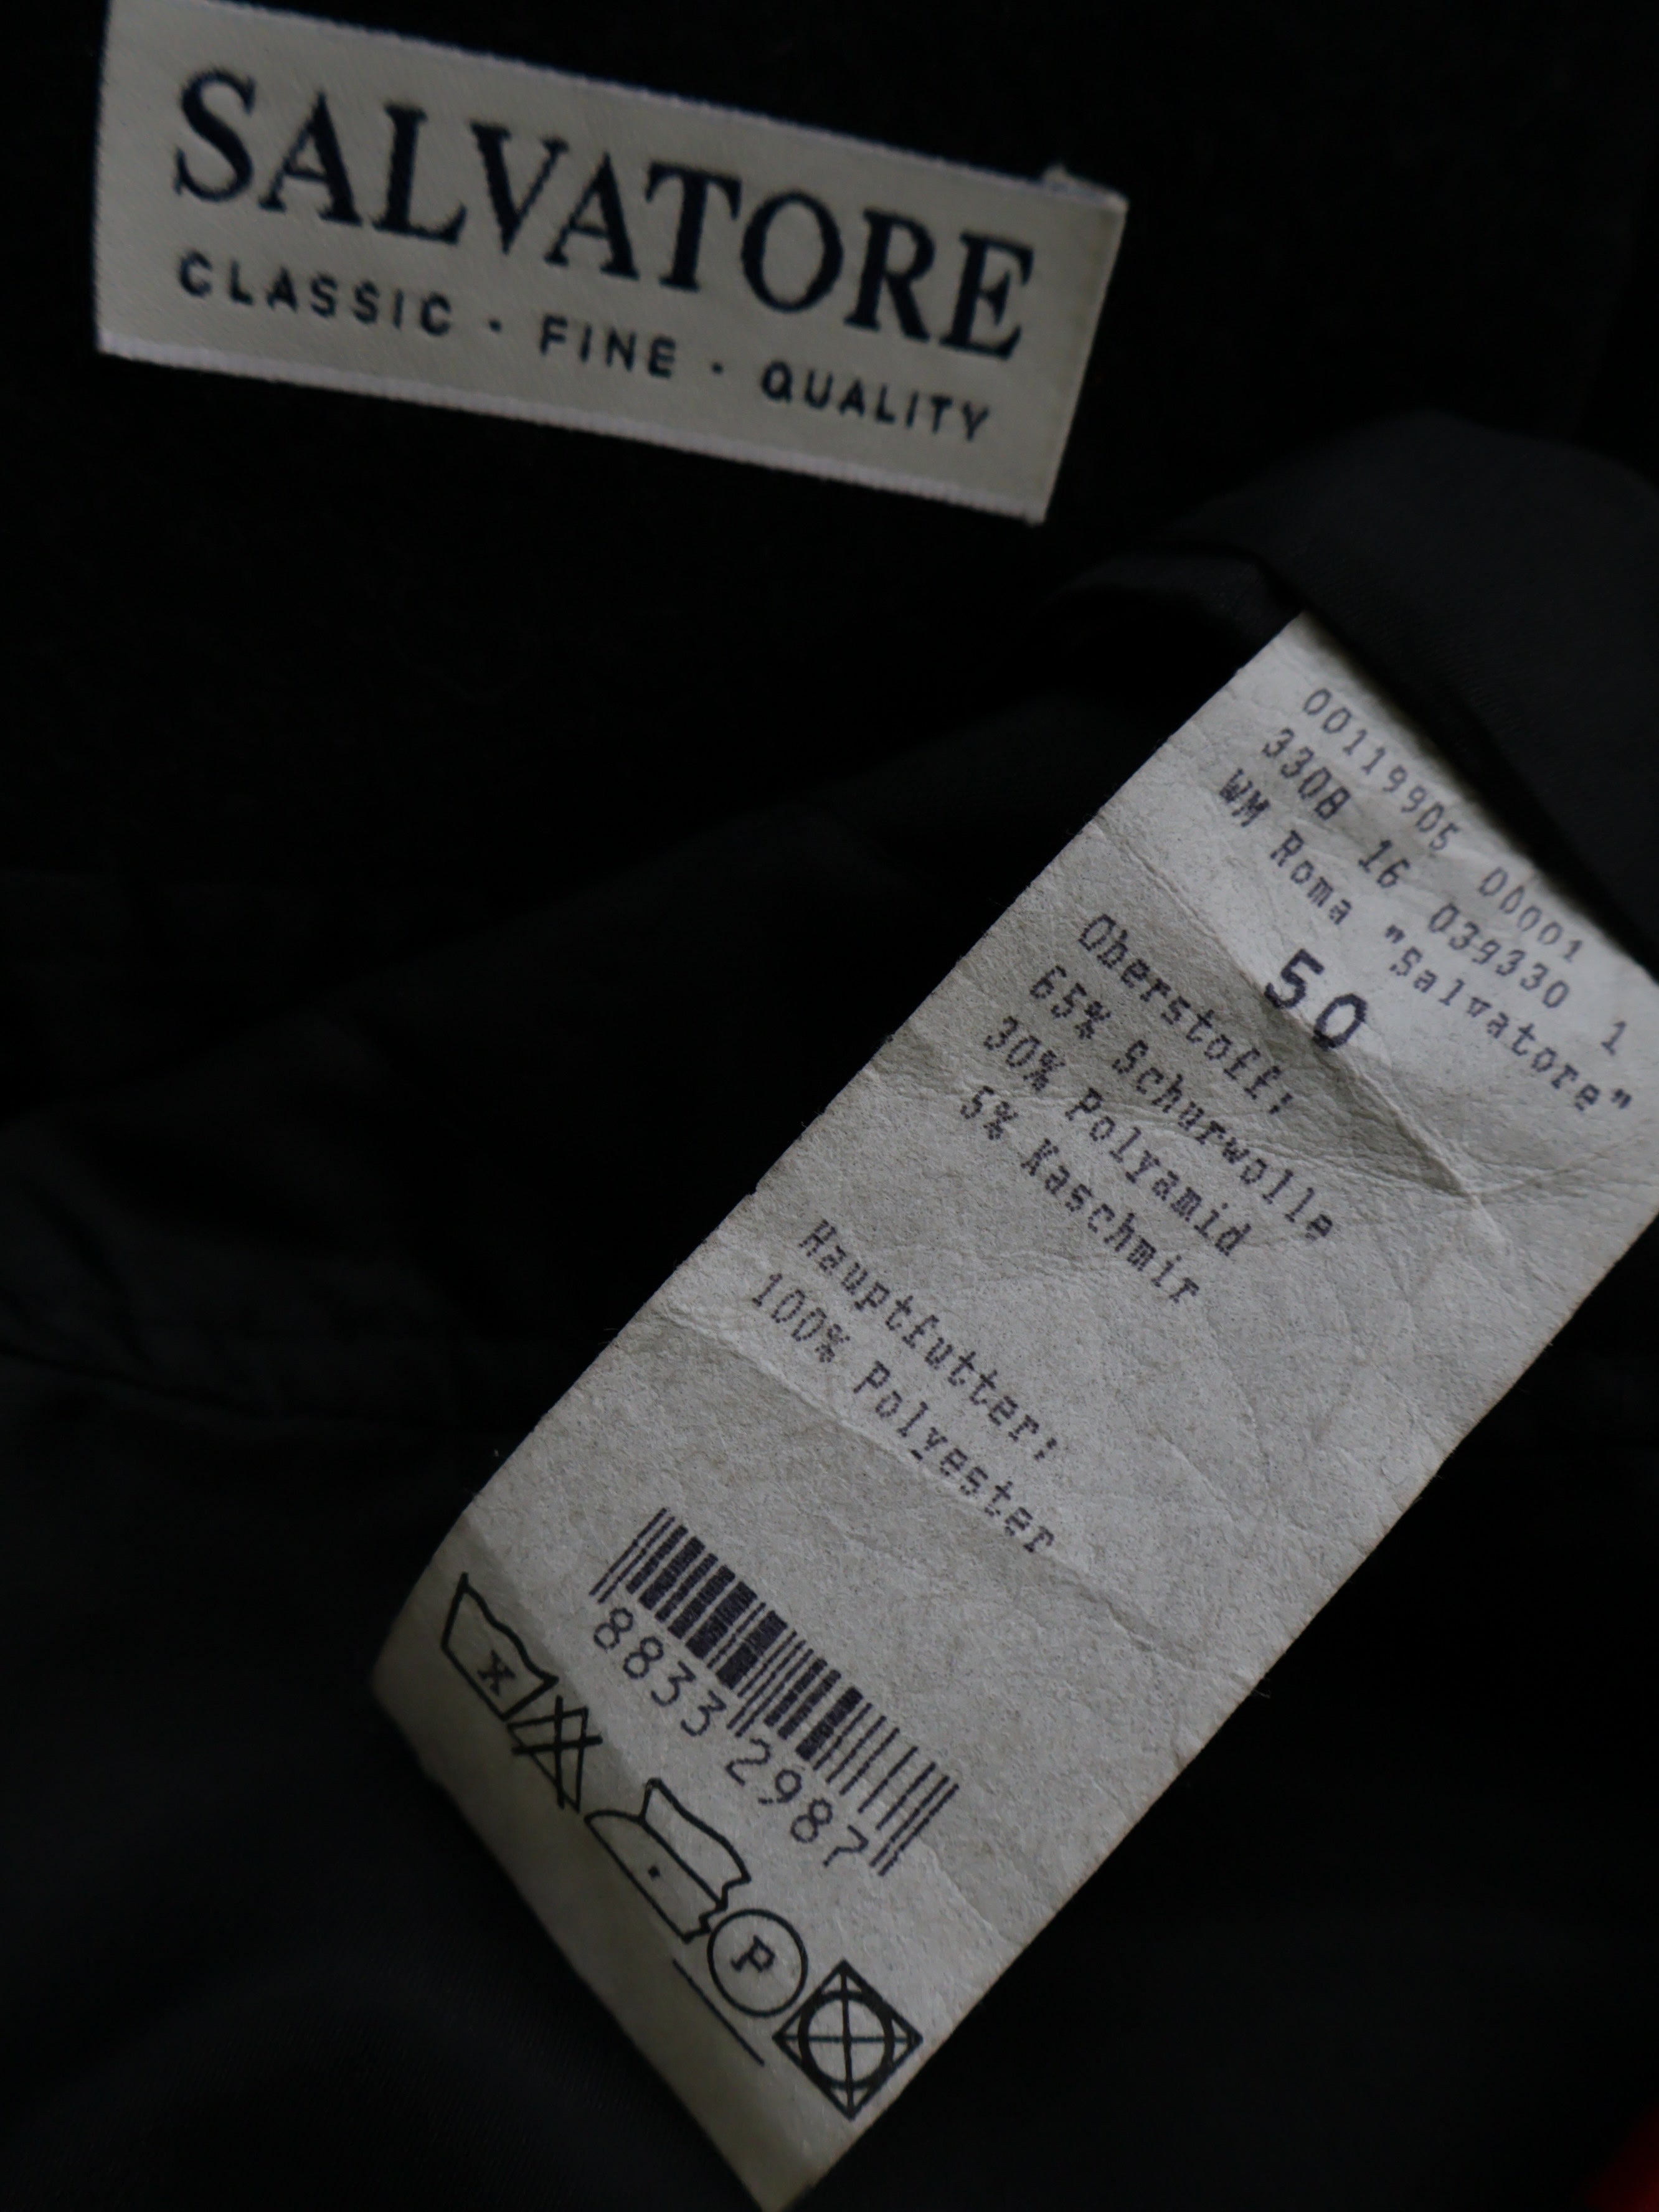 SALVATORE
CLASSIC · FINE · QUALITY
00119905 00001
3308 16 039330 1
WM Roma "Salvatore"
50
Oberstoff:
65% Schurwolle
30% Polyamid
5% Kaschmir
Hauptfutter:
100% Polyester
8833 2987
P